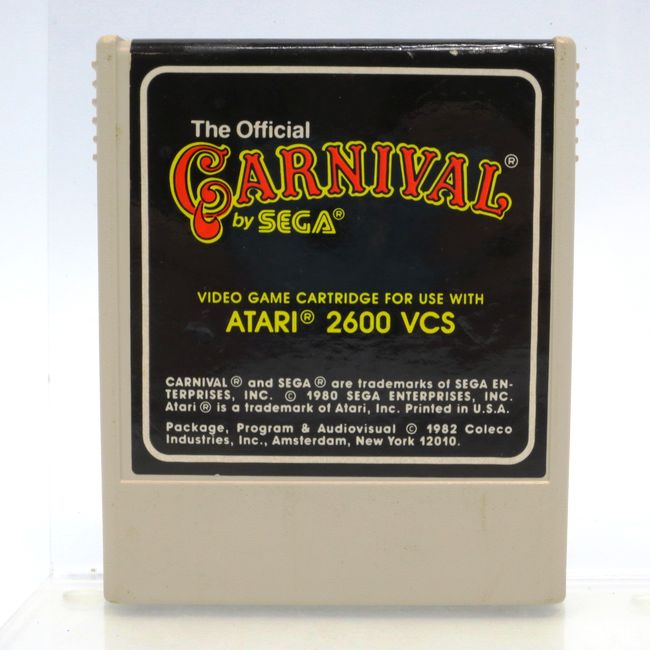 The Official
CARNIVAL®
by SEGA®
VIDEO GAME CARTRIDGE FOR USE WITH
ATARI® 2600 VCS
CARNIVAL® and SEGA® are trademarks of SEGA EN-
TERPRISES, INC. © 1980 SEGA ENTERPRISES, INC.
Atari® is a trademark of Atari, Inc. Printed in U.S.A.
Package, Program & Audiovisual © 1982 Coleco
Industries, Inc., Amsterdam, New York 12010.